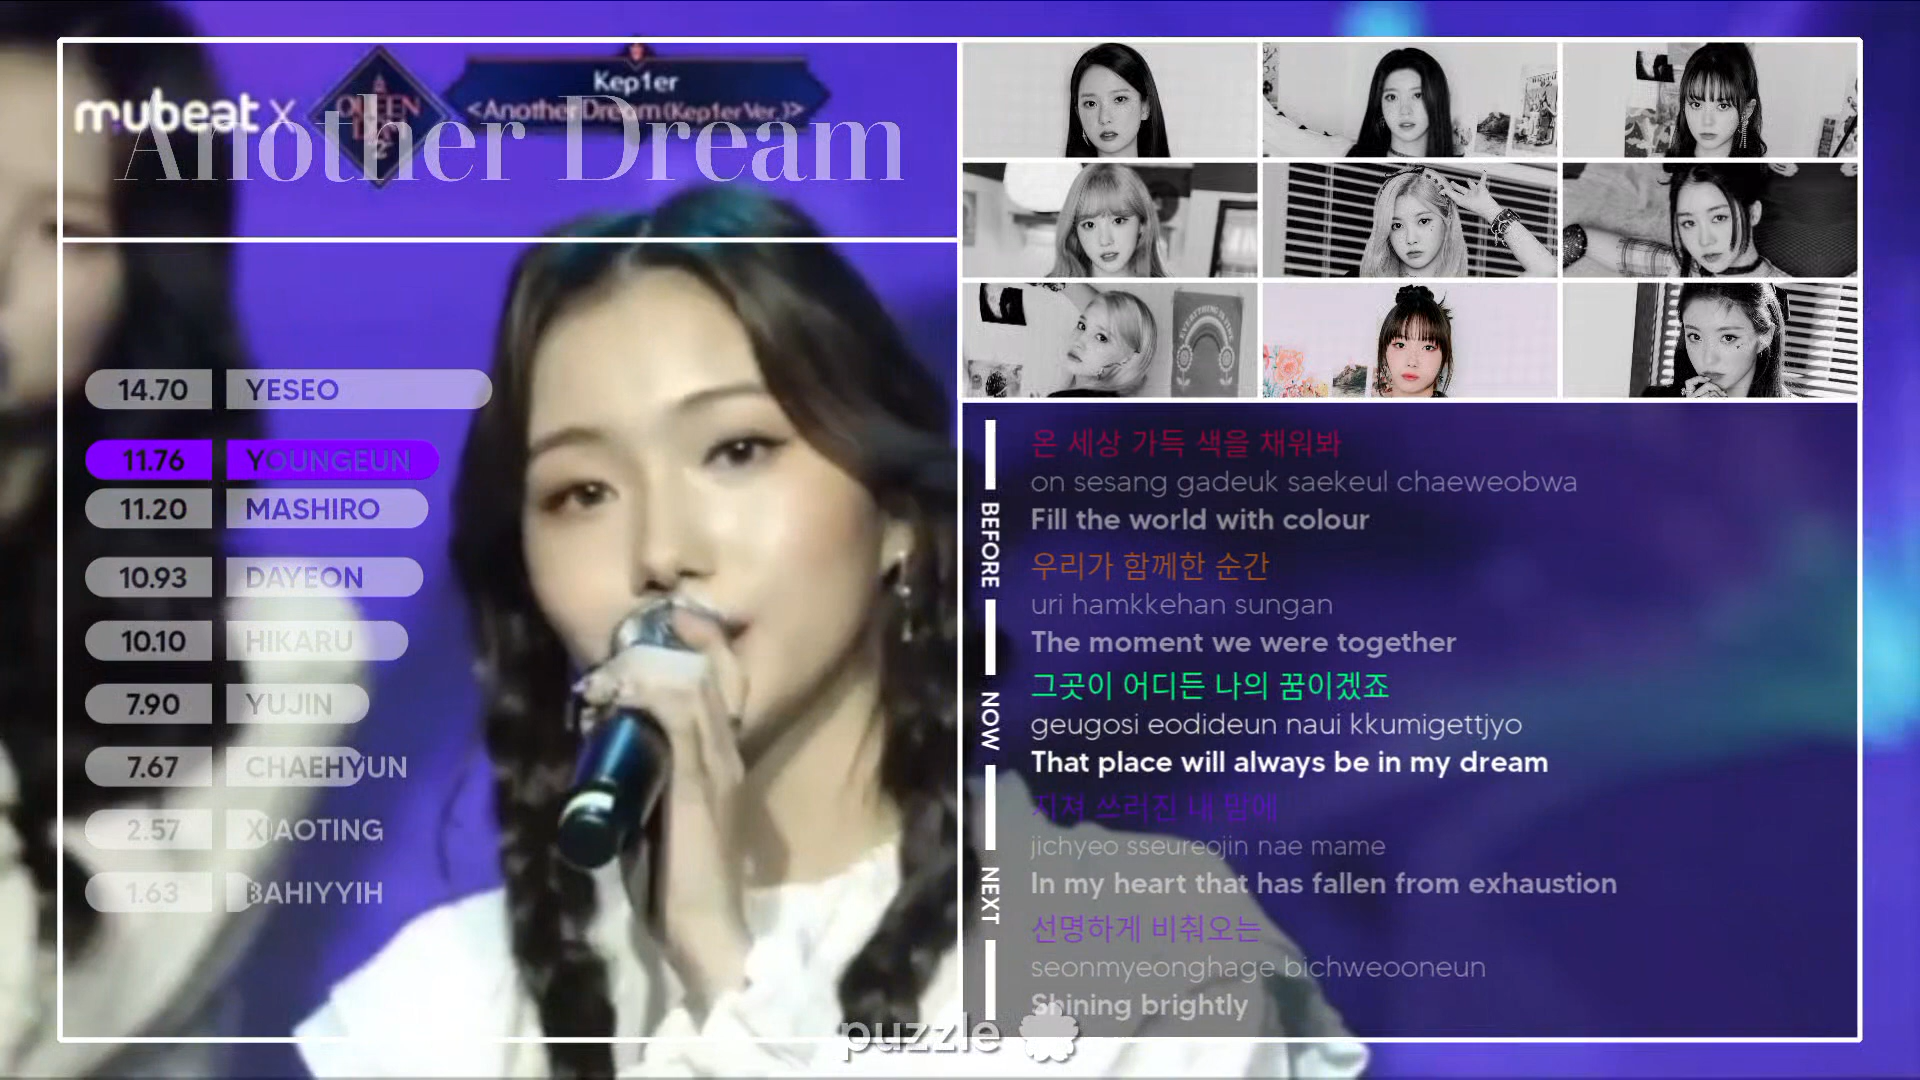 mubeat X
QUEEN
Kep1er
<Another Dream (Kep1er Ver.)>
Another Dream
14.70 YESEO
11.76 YOUNGEUN
11.20 MASHIRO
10.93 DAYEON
10.10 HIKARU
7.90 YUJIN
7.67 CHAEHYUN
2.57 XIAOTING
1.63 BAHIYYIH
BEFORE
온 세상 가득 색을 채워봐
on sesang gadeuk saekeul chaeweobwa
Fill the world with colour
우리가 함께한 순간
uri hamkkehan sungan
The moment we were together
NOW
그곳이 어디든 나의 꿈이겠죠
geugosi eodideun naui kkumigettjyo
That place will always be in my dream
NEXT
지쳐 쓰러진 내 맘에
jichyeo sseureojin nae mame
In my heart that has fallen from exhaustion
선명하게 비춰오는
seonmyeonghage bichweooneun
Shining brightly
puzzle